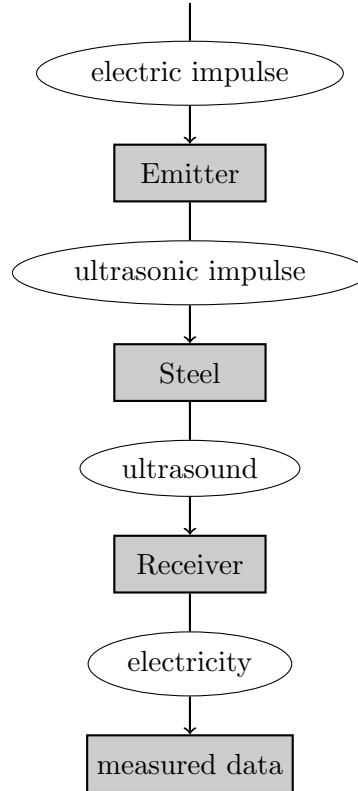 electric impulse
Emitter
ultrasonic impulse
Steel
ultrasound
Receiver
electricity
measured data